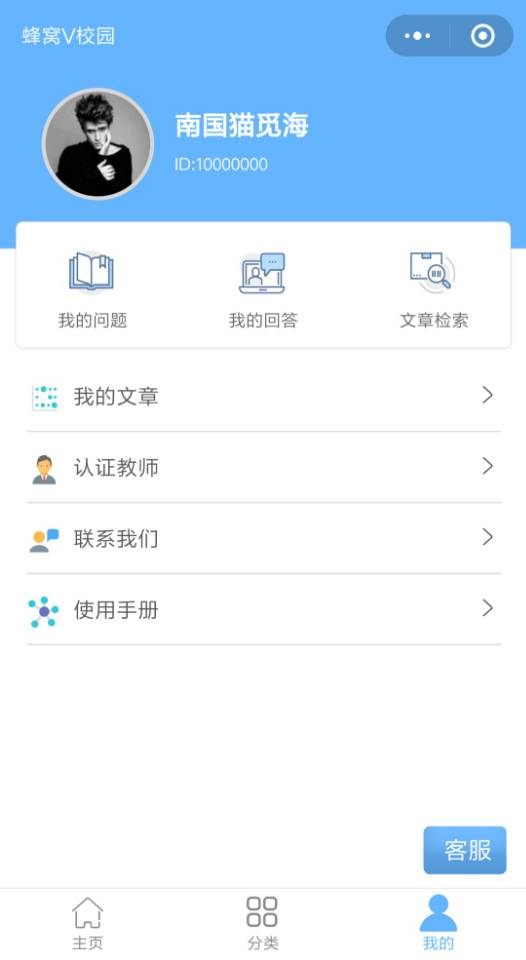 蜂窝V校园
南国猫觅海
ID:10000000
我的问题
我的回答
文章检索
我的文章
认证教师
联系我们
使用手册
客服
主页
分类
我的